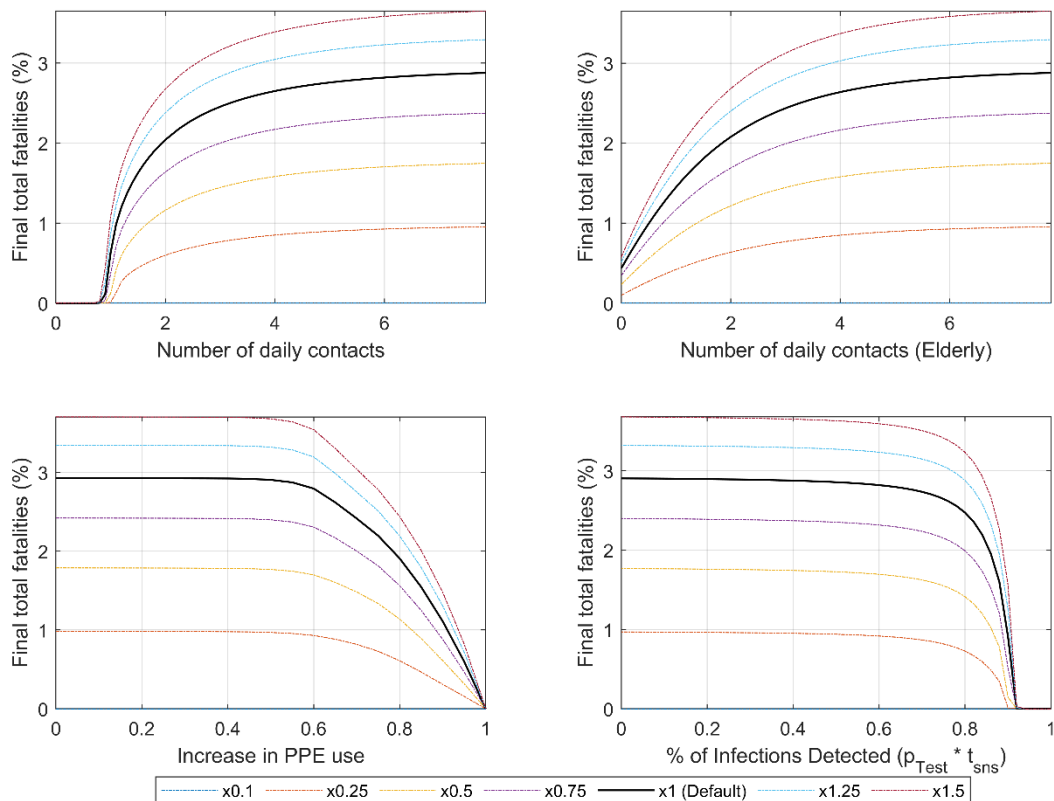 Final total fatalities (%)
3
2
1
0
0 2 4 6
Number of daily contacts
Final total fatalities (%)
3
2
1
0
0 2 4 6
Number of daily contacts (Elderly)
Final total fatalities (%)
3
2
1
0
0 0.2 0.4 0.6 0.8 1
Increase in PPE use
Final total fatalities (%)
3
2
1
0
0 0.2 0.4 0.6 0.8 1
% of Infections Detected (pTest * tsns)
x0.1 x0.25 x0.5 x0.75 x1 (Default) x1.25 x1.5